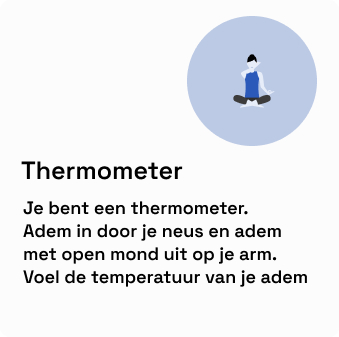 Thermometer
Je bent een thermometer.
Adem in door je neus en adem
met open mond uit op je arm.
Voel de temperatuur van je adem